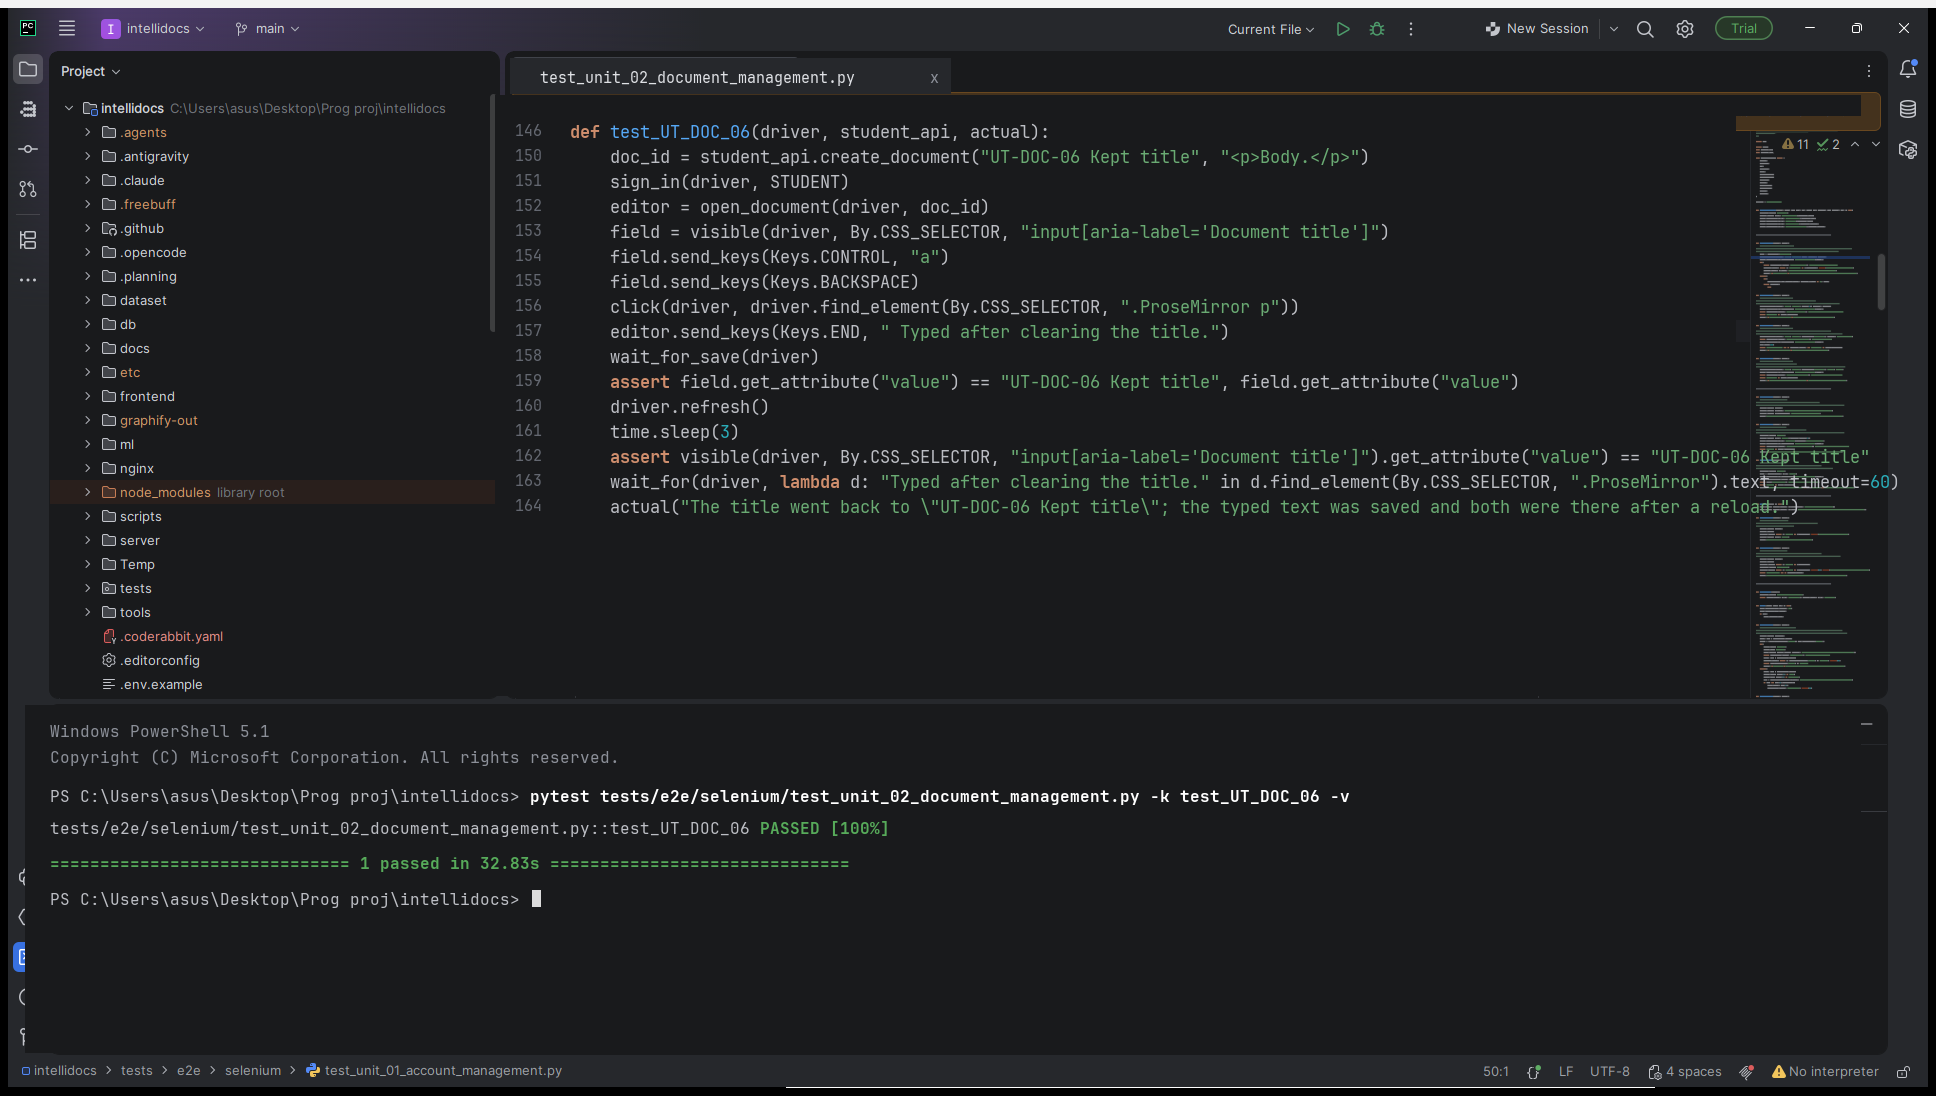 PC I intellidocs main Current File New Session Trial
Project
test_unit_02_document_management.py x
intellidocs C:\Users\asus\Desktop\Prog proj\intellidocs
.agents
.antigravity
.claude
.freebuff
.github
.opencode
.planning
dataset
db
docs
etc
frontend
graphify-out
ml
nginx
node_modules library root
scripts
server
Temp
tests
tools
.coderabbit.yaml
.editorconfig
.env.example
11 2
146 def test_UT_DOC_06(driver, student_api, actual):
150 doc_id = student_api.create_document("UT-DOC-06 Kept title", "<p>Body.</p>")
151 sign_in(driver, STUDENT)
152 editor = open_document(driver, doc_id)
153 field = visible(driver, By.CSS_SELECTOR, "input[aria-label='Document title']")
154 field.send_keys(Keys.CONTROL, "a")
155 field.send_keys(Keys.BACKSPACE)
156 click(driver, driver.find_element(By.CSS_SELECTOR, ".ProseMirror p"))
157 editor.send_keys(Keys.END, " Typed after clearing the title.")
158 wait_for_save(driver)
159 assert field.get_attribute("value") == "UT-DOC-06 Kept title", field.get_attribute("value")
160 driver.refresh()
161 time.sleep(3)
162 assert visible(driver, By.CSS_SELECTOR, "input[aria-label='Document title']").get_attribute("value") == "UT-DOC-06 Kept title"
163 wait_for(driver, lambda d: "Typed after clearing the title." in d.find_element(By.CSS_SELECTOR, ".ProseMirror").text, timeout=60)
164 actual("The title went back to \"UT-DOC-06 Kept title\"; the typed text was saved and both were there after a reload.")
Windows PowerShell 5.1
Copyright (C) Microsoft Corporation. All rights reserved.
PS C:\Users\asus\Desktop\Prog proj\intellidocs> pytest tests/e2e/selenium/test_unit_02_document_management.py -k test_UT_DOC_06 -v
tests/e2e/selenium/test_unit_02_document_management.py::test_UT_DOC_06 PASSED [100%]
============================== 1 passed in 32.83s ==============================
PS C:\Users\asus\Desktop\Prog proj\intellidocs>
intellidocs > tests > e2e > selenium > test_unit_01_account_management.py
50:1 LF UTF-8 4 spaces No interpreter